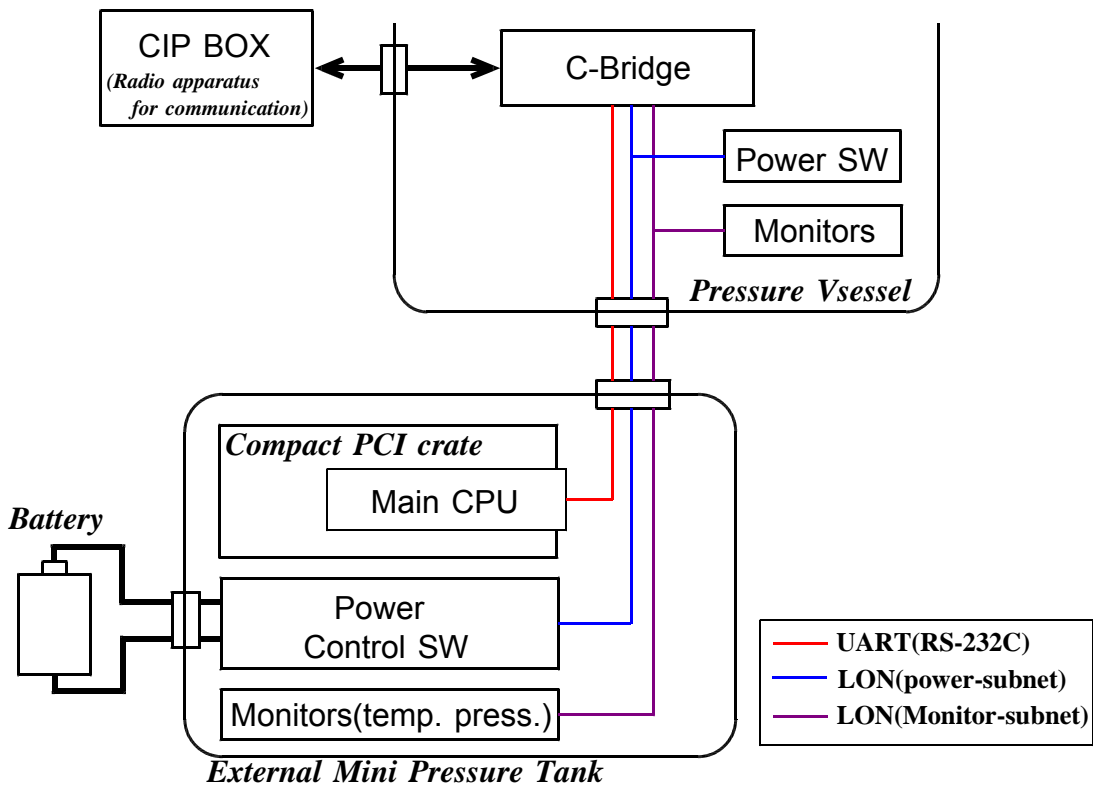 CIP BOX
(Radio apparatus
for communication)
C-Bridge
Power SW
Monitors
Pressure Vsessel
Compact PCI crate
Main CPU
Battery
Power
Control SW
Monitors(temp. press.)
External Mini Pressure Tank
UART(RS-232C)
LON(power-subnet)
LON(Monitor-subnet)